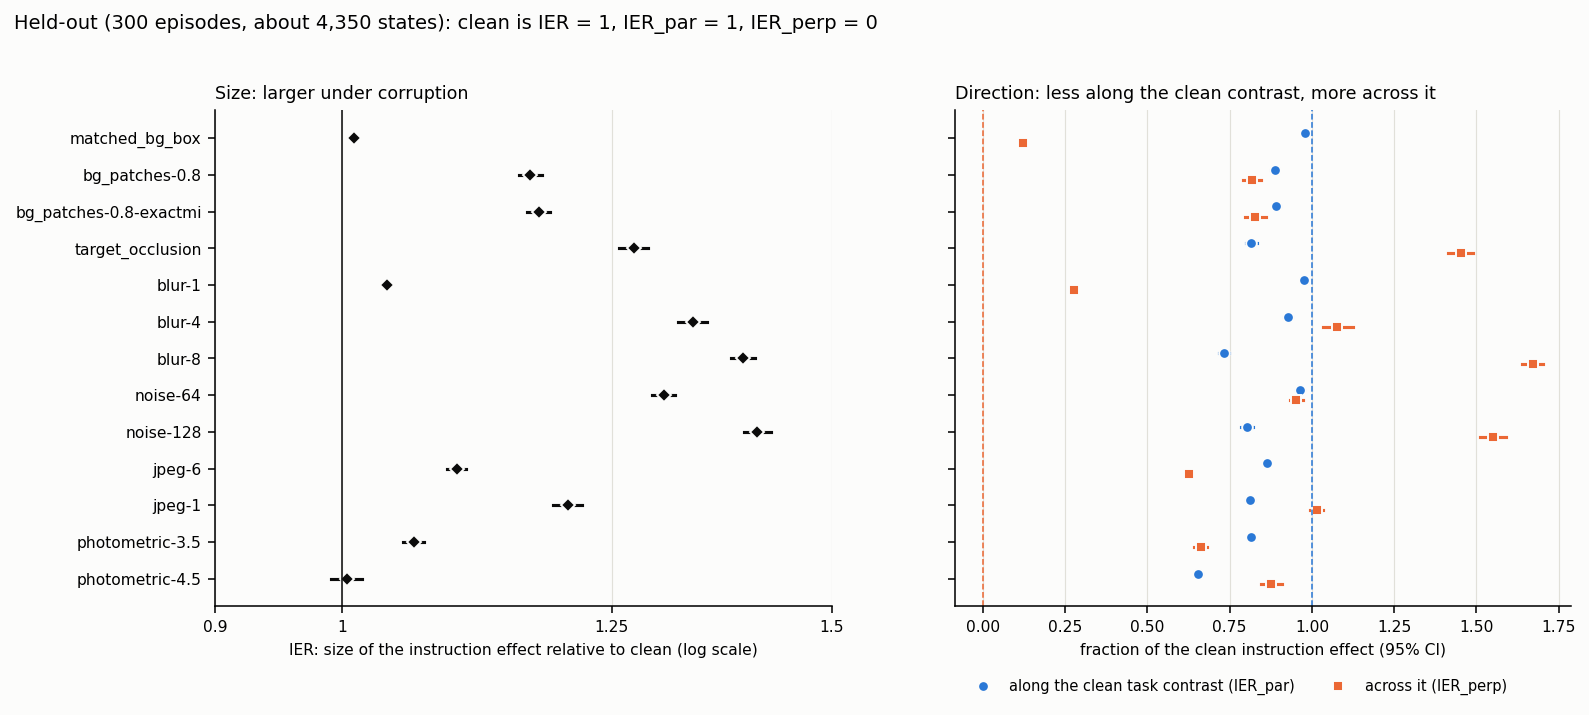 Held-out (300 episodes, about 4,350 states): clean is IER = 1, IER_par = 1, IER_perp = 0
Size: larger under corruption
matched_bg_box
bg_patches-0.8
bg_patches-0.8-exactmi
target_occlusion
blur-1
blur-4
blur-8
noise-64
noise-128
jpeg-6
jpeg-1
photometric-3.5
photometric-4.5
0.9 1 1.25 1.5
IER: size of the instruction effect relative to clean (log scale)
Direction: less along the clean contrast, more across it
0.00 0.25 0.50 0.75 1.00 1.25 1.50 1.75
fraction of the clean instruction effect (95% CI)
along the clean task contrast (IER_par) across it (IER_perp)